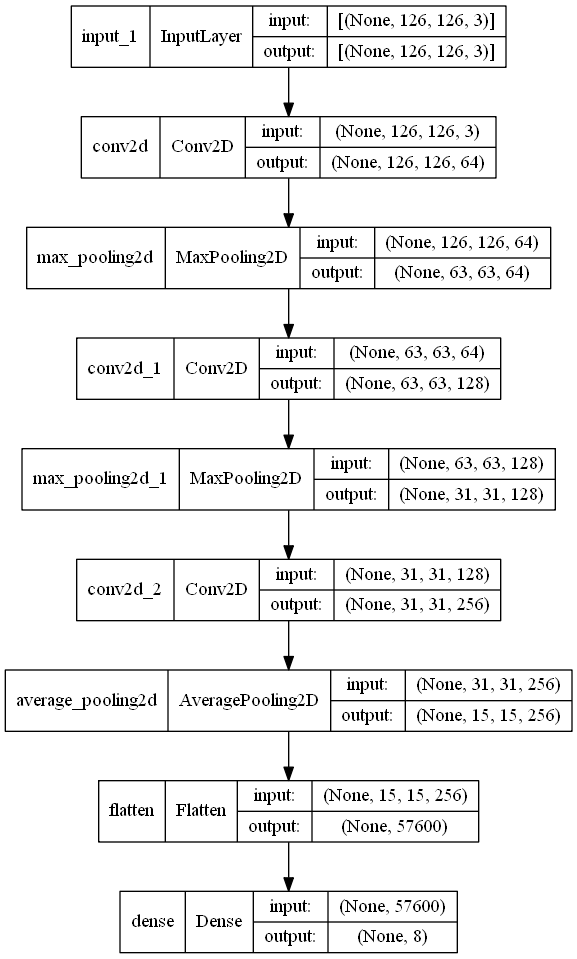 input_1 InputLayer input: [(None, 126, 126, 3)]
output: [(None, 126, 126, 3)]
conv2d Conv2D input: (None, 126, 126, 3)
output: (None, 126, 126, 64)
max_pooling2d MaxPooling2D input: (None, 126, 126, 64)
output: (None, 63, 63, 64)
conv2d_1 Conv2D input: (None, 63, 63, 64)
output: (None, 63, 63, 128)
max_pooling2d_1 MaxPooling2D input: (None, 63, 63, 128)
output: (None, 31, 31, 128)
conv2d_2 Conv2D input: (None, 31, 31, 128)
output: (None, 31, 31, 256)
average_pooling2d AveragePooling2D input: (None, 31, 31, 256)
output: (None, 15, 15, 256)
flatten Flatten input: (None, 15, 15, 256)
output: (None, 57600)
dense Dense input: (None, 57600)
output: (None, 8)